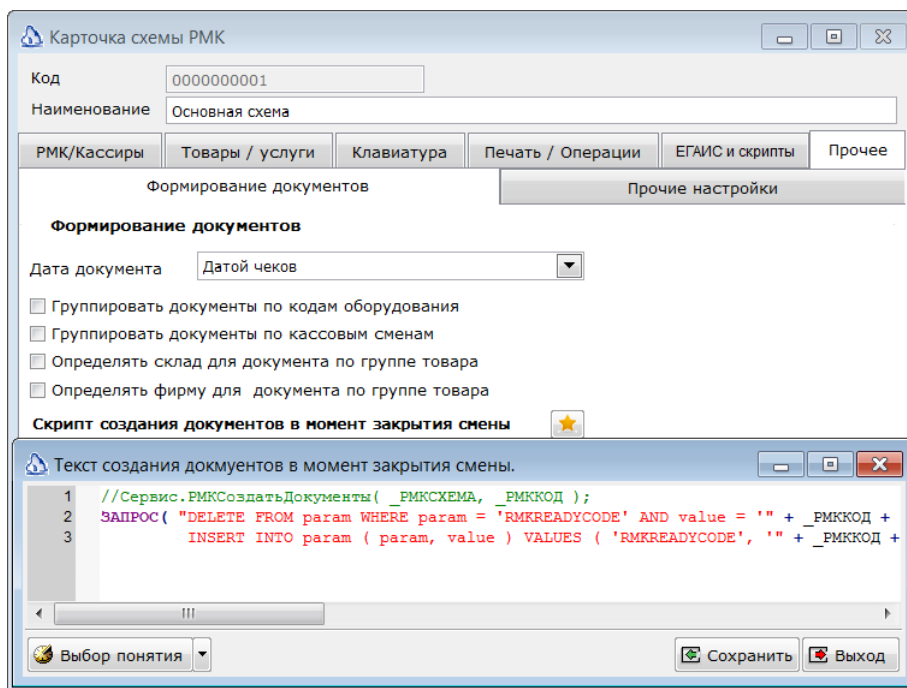 Карточка схемы РМК
Код 0000000001
Наименование Основная схема
РМК/Кассиры Товары / услуги Клавиатура Печать / Операции ЕГАИС и скрипты Прочее
Формирование документов Прочие настройки
Формирование документов
Дата документа Датой чеков
Группировать документы по кодам оборудования
Группировать документы по кассовым сменам
Определять склад для документа по группе товара
Определять фирму для документа по группе товара
Скрипт создания документов в момент закрытия смены
Текст создания докмуентов в момент закрытия смены.
1 //Сервис.РМКСоздатьДокументы( _РМКСХЕМА, _РМККОД );
2 ЗАПРОС( "DELETE FROM param WHERE param = 'RMKREADYCODE' AND value = '" + _РМККОД +
3 INSERT INTO param ( param, value ) VALUES ( 'RMKREADYCODE', '" + _РМККОД +
Выбор понятия Сохранить Выход